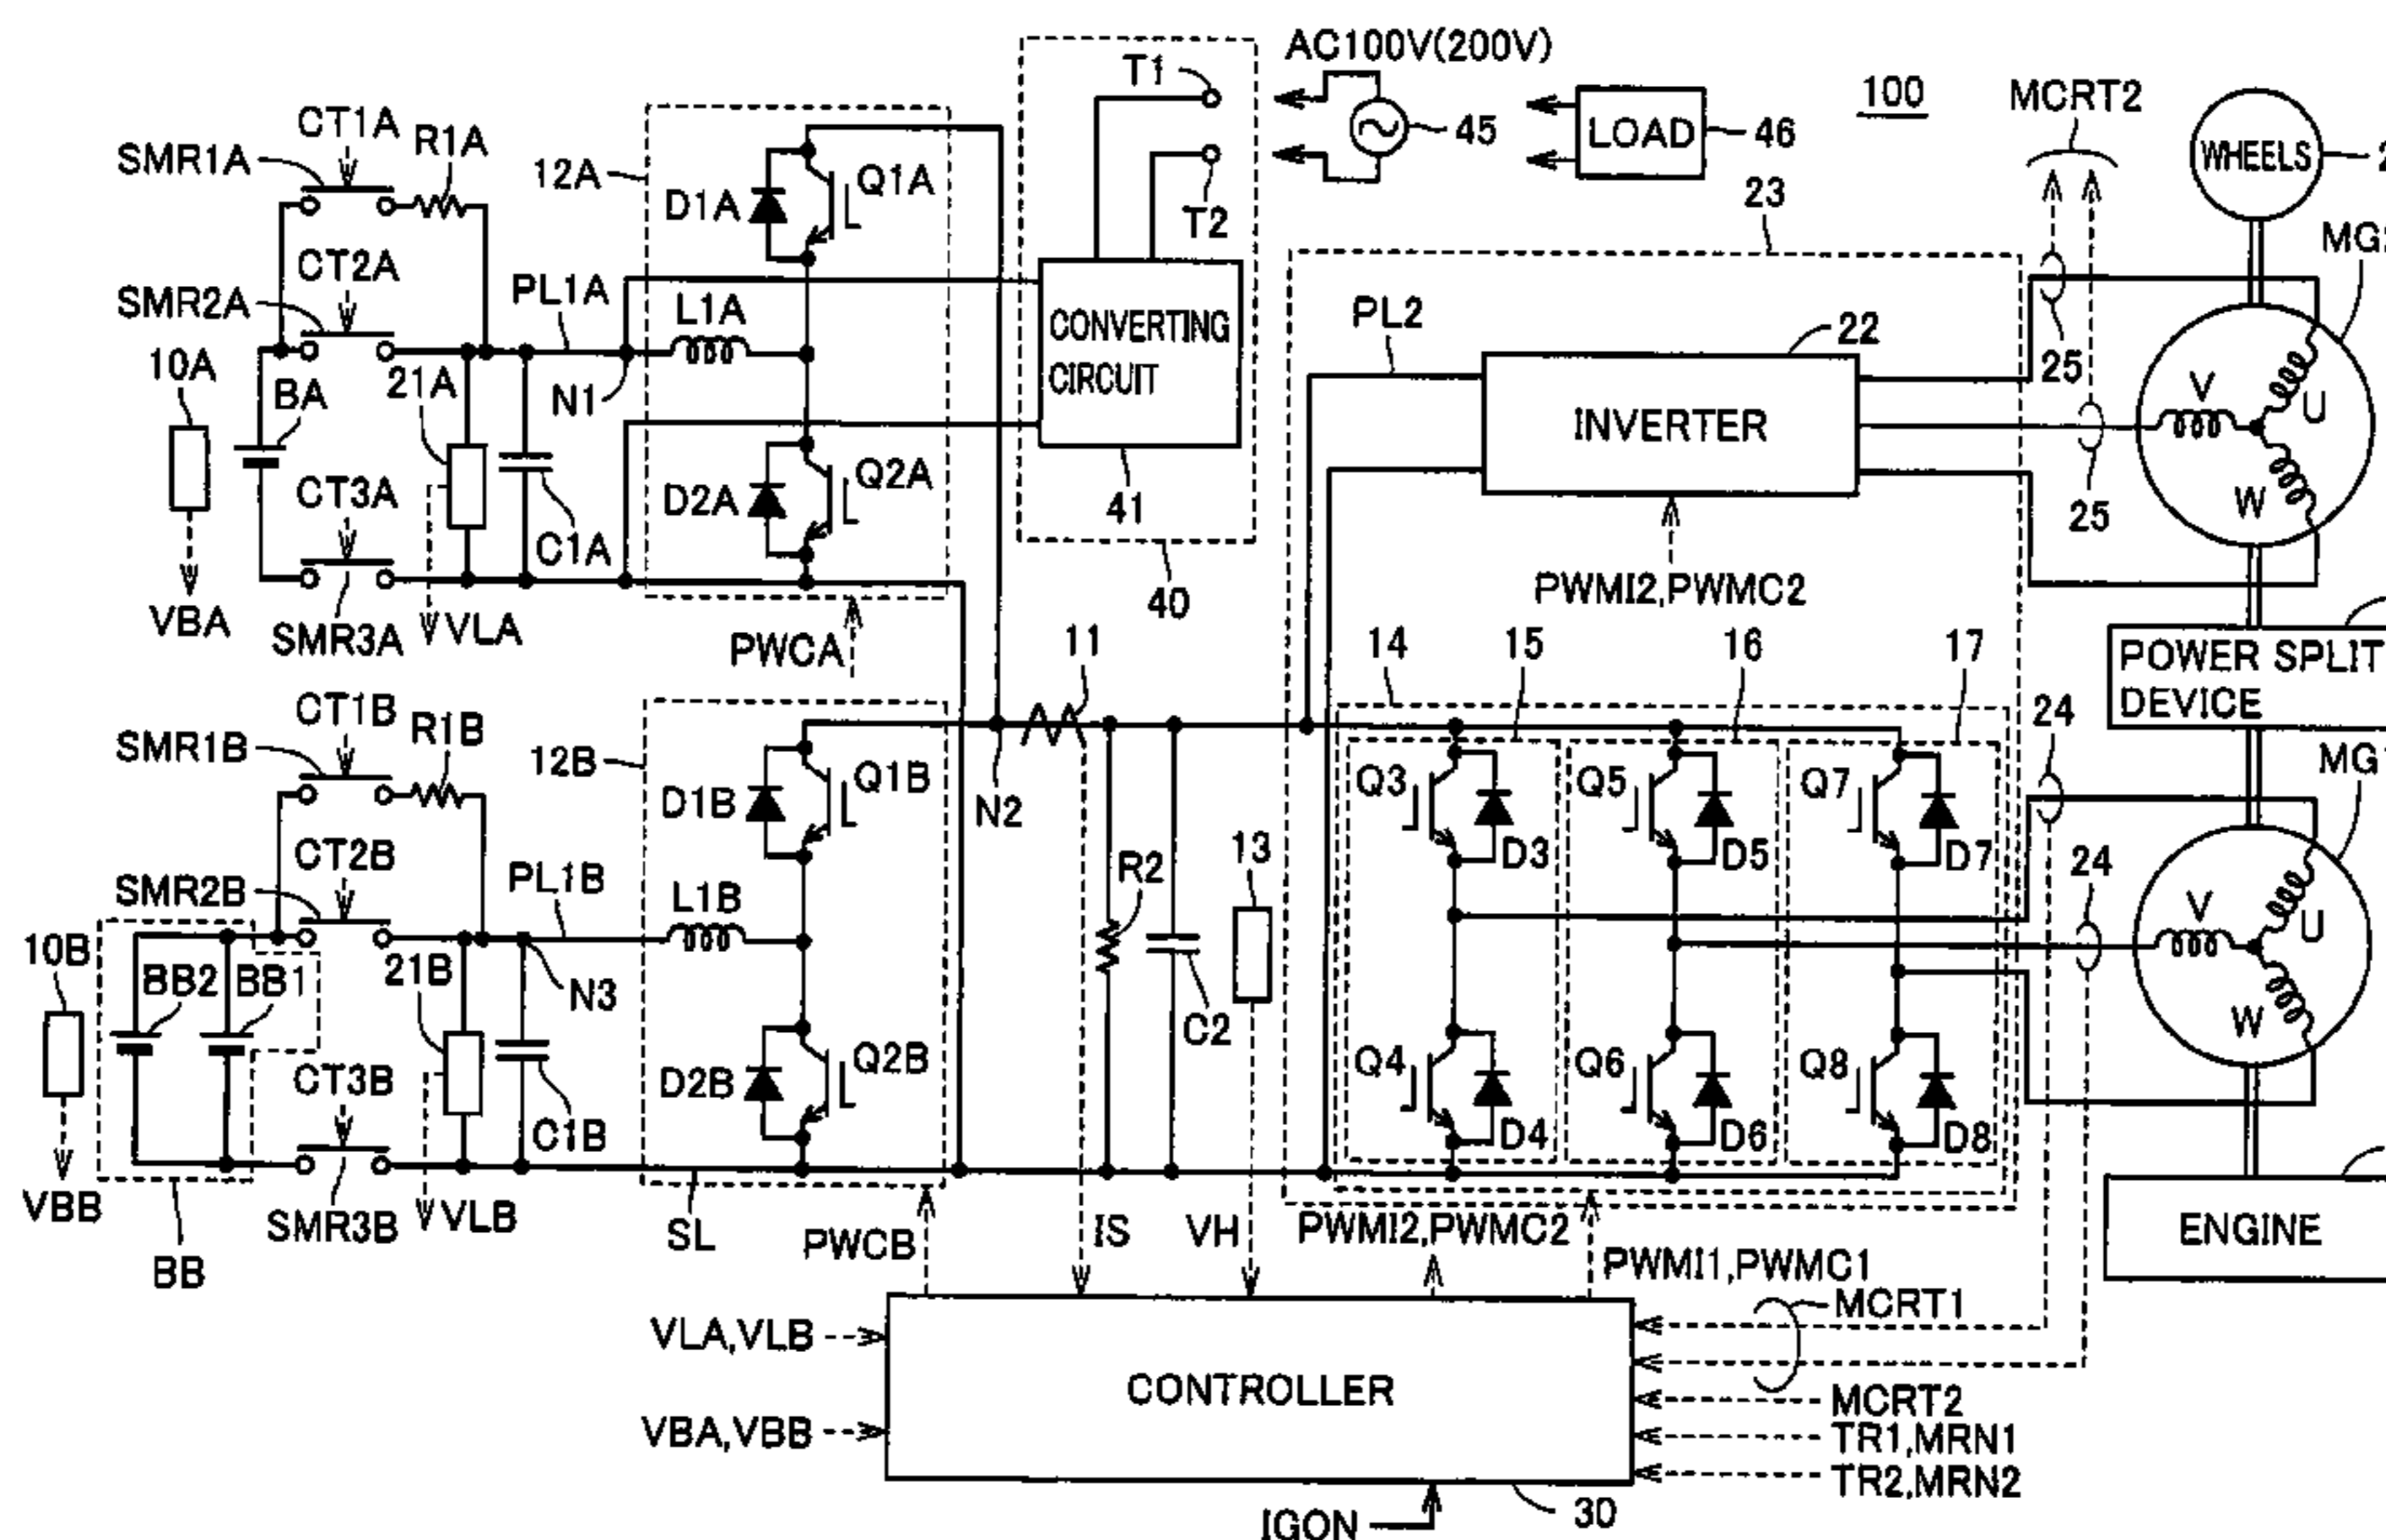 AC100V(200V)
100
T1
T2
45
LOAD
46
MCRT2
WHEELS
CT1A
SMR1A
R1A
12A
D1A
Q1A
23
CT2A
SMR2A
PL1A
L1A
N1
CONVERTING
CIRCUIT
PL2
22
INVERTER
25
25
MG2
V
U
W
10A
BA
21A
C1A
D2A
Q2A
41
40
CT3A
VBA
SMR3A
VLA
PWCA
PWMI2,PWMC2
POWER SPLIT
DEVICE
CT1B
SMR1B
R1B
12B
D1B
Q1B
11
N2
14
15
16
17
24
24
Q3
D3
Q5
D5
Q7
D7
CT2B
SMR2B
PL1B
L1B
N3
R2
C2
13
MG1
V
U
W
10B
BB2
BB1
21B
C1B
D2B
Q2B
Q4
D4
Q6
D6
Q8
D8
CT3B
VBB
BB
SMR3B
VLB
SL
PWCB
IS
VH
PWMI2,PWMC2
PWMI1,PWMC1
ENGINE
VLA,VLB
VBA,VBB
CONTROLLER
MCRT1
MCRT2
TR1,MRN1
TR2,MRN2
IGON
30